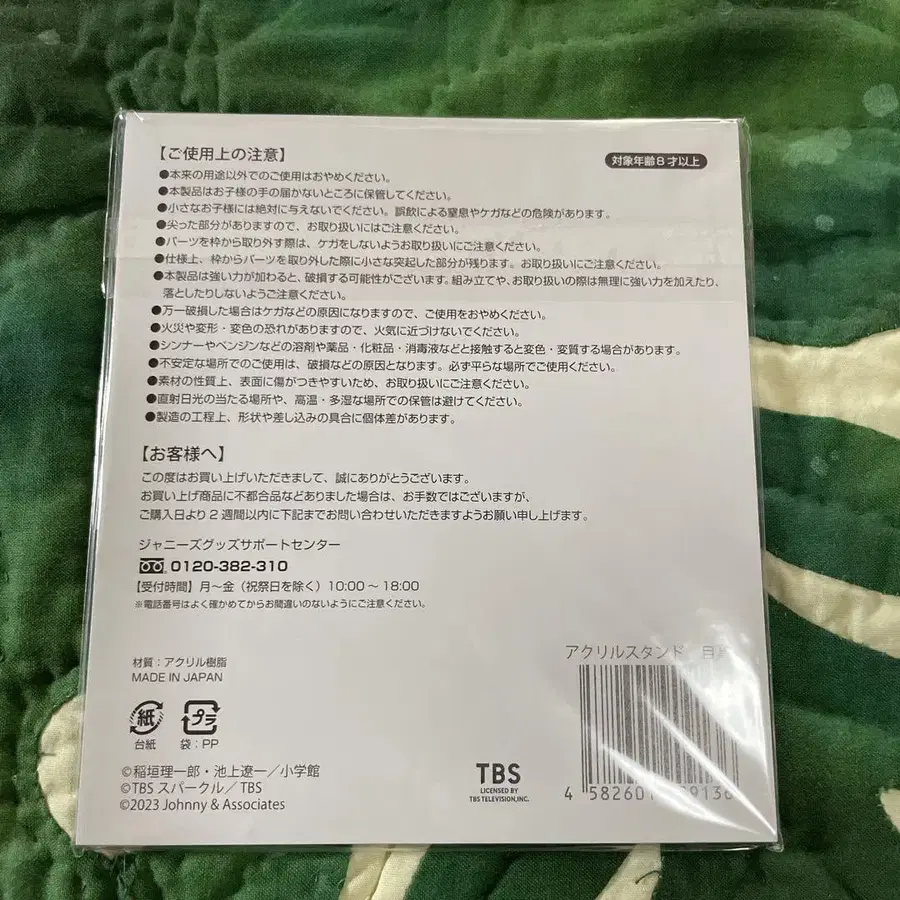 【ご使用上の注意】
対象年齢8才以上
●本来の用途以外でのご使用はおやめください。
●本製品はお子様の手の届かないところに保管してください。
●小さなお子様には絶対に与えないでください。誤飲による窒息やケガなどの危険があります。
●尖った部分がありますので、お取り扱いにはご注意ください。
●パーツを枠から取り外す際は、ケガをしないようお取り扱いにご注意ください。
●仕様上、枠からパーツを取り外した際に小さな突起した部分が残ります。お取り扱いにご注意ください。
●本製品は強い力が加わると、破損する可能性がございます。組み立てや、お取り扱いの際は無理に強い力を加えたり、
落としたりしないようご注意ください。
●万一破損した場合はケガなどの原因になりますので、ご使用をおやめください。
●火災や変形・変色の恐れがありますので、火気に近づけないでください。
●シンナーやベンジンなどの溶剤や薬品・化粧品・消毒液などと接触すると変色・変質する場合があります。
●不安定な場所でのご使用は、破損などの原因となります。必ず平らな場所でご使用ください。
●素材の性質上、表面に傷がつきやすいため、お取り扱いにご注意ください。
●直射日光の当たる場所や、高温・多湿な場所での保管は避けてください。
●製造の工程上、形状や差し込みの具合に個体差があります。
【お客様へ】
この度はお買い上げいただきまして、誠にありがとうございます。
お買い上げ商品に不都合品などありました場合は、お手数ではございますが、
ご購入日より2週間以内に下記までお問い合わせいただきますようお願い申し上げます。
ジャニーズグッズサポートセンター
0120-382-310
【受付時間】月～金（祝祭日を除く）10:00～18:00
※電話番号はよく確かめてからお間違いのないようにご注意ください。
材質：アクリル樹脂
MADE IN JAPAN
紙
台紙
プラ
袋：PP
©稲垣理一郎・池上遼一／小学館
©TBSスパークル／TBS
©2023 Johnny & Associates
TBS
LICENSED BY
TBS TELEVISION,INC.
アクリルスタンド
4 582601